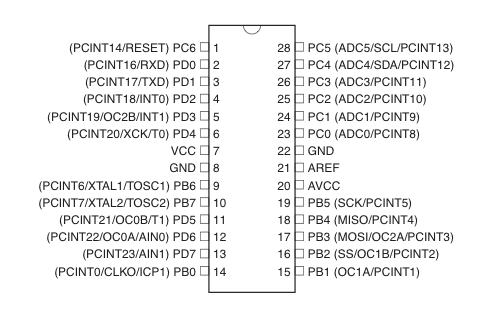 (PCINT14/RESET) PC6 1 28 PC5 (ADC5/SCL/PCINT13)
(PCINT16/RXD) PD0 2 27 PC4 (ADC4/SDA/PCINT12)
(PCINT17/TXD) PD1 3 26 PC3 (ADC3/PCINT11)
(PCINT18/INT0) PD2 4 25 PC2 (ADC2/PCINT10)
(PCINT19/OC2B/INT1) PD3 5 24 PC1 (ADC1/PCINT9)
(PCINT20/XCK/T0) PD4 6 23 PC0 (ADC0/PCINT8)
VCC 7 22 GND
GND 8 21 AREF
(PCINT6/XTAL1/TOSC1) PB6 9 20 AVCC
(PCINT7/XTAL2/TOSC2) PB7 10 19 PB5 (SCK/PCINT5)
(PCINT21/OC0B/T1) PD5 11 18 PB4 (MISO/PCINT4)
(PCINT22/OC0A/AIN0) PD6 12 17 PB3 (MOSI/OC2A/PCINT3)
(PCINT23/AIN1) PD7 13 16 PB2 (SS/OC1B/PCINT2)
(PCINT0/CLKO/ICP1) PB0 14 15 PB1 (OC1A/PCINT1)